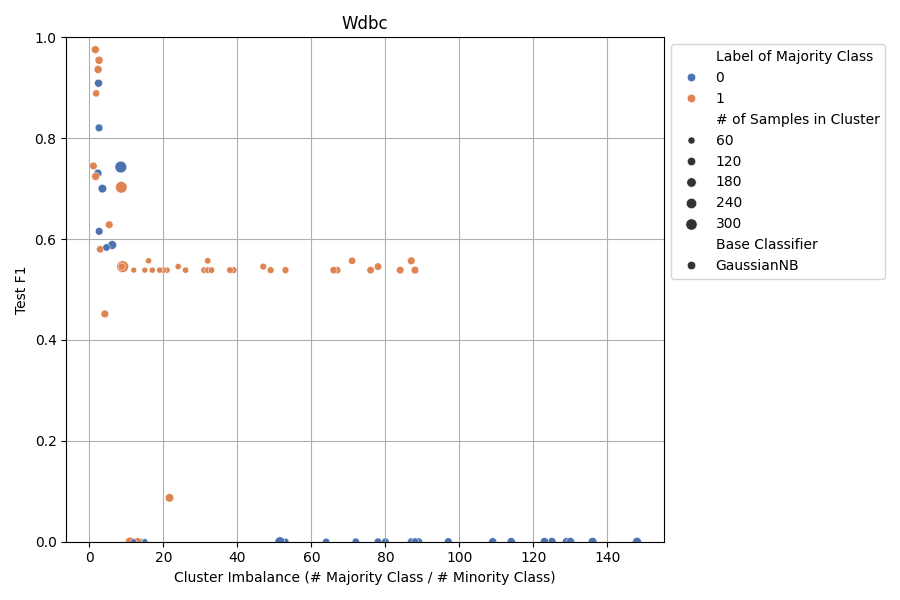 Wdbc
Test F1
1.0
0.8
0.6
0.4
0.2
0.0
0 20 40 60 80 100 120 140
Cluster Imbalance (# Majority Class / # Minority Class)
Label of Majority Class
0
1
# of Samples in Cluster
60
120
180
240
300
Base Classifier
GaussianNB